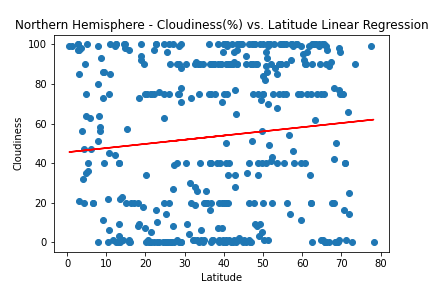 Northern Hemisphere - Cloudiness(%) vs. Latitude Linear Regression
100
80
60
40
20
0
Cloudiness
0 10 20 30 40 50 60 70 80
Latitude